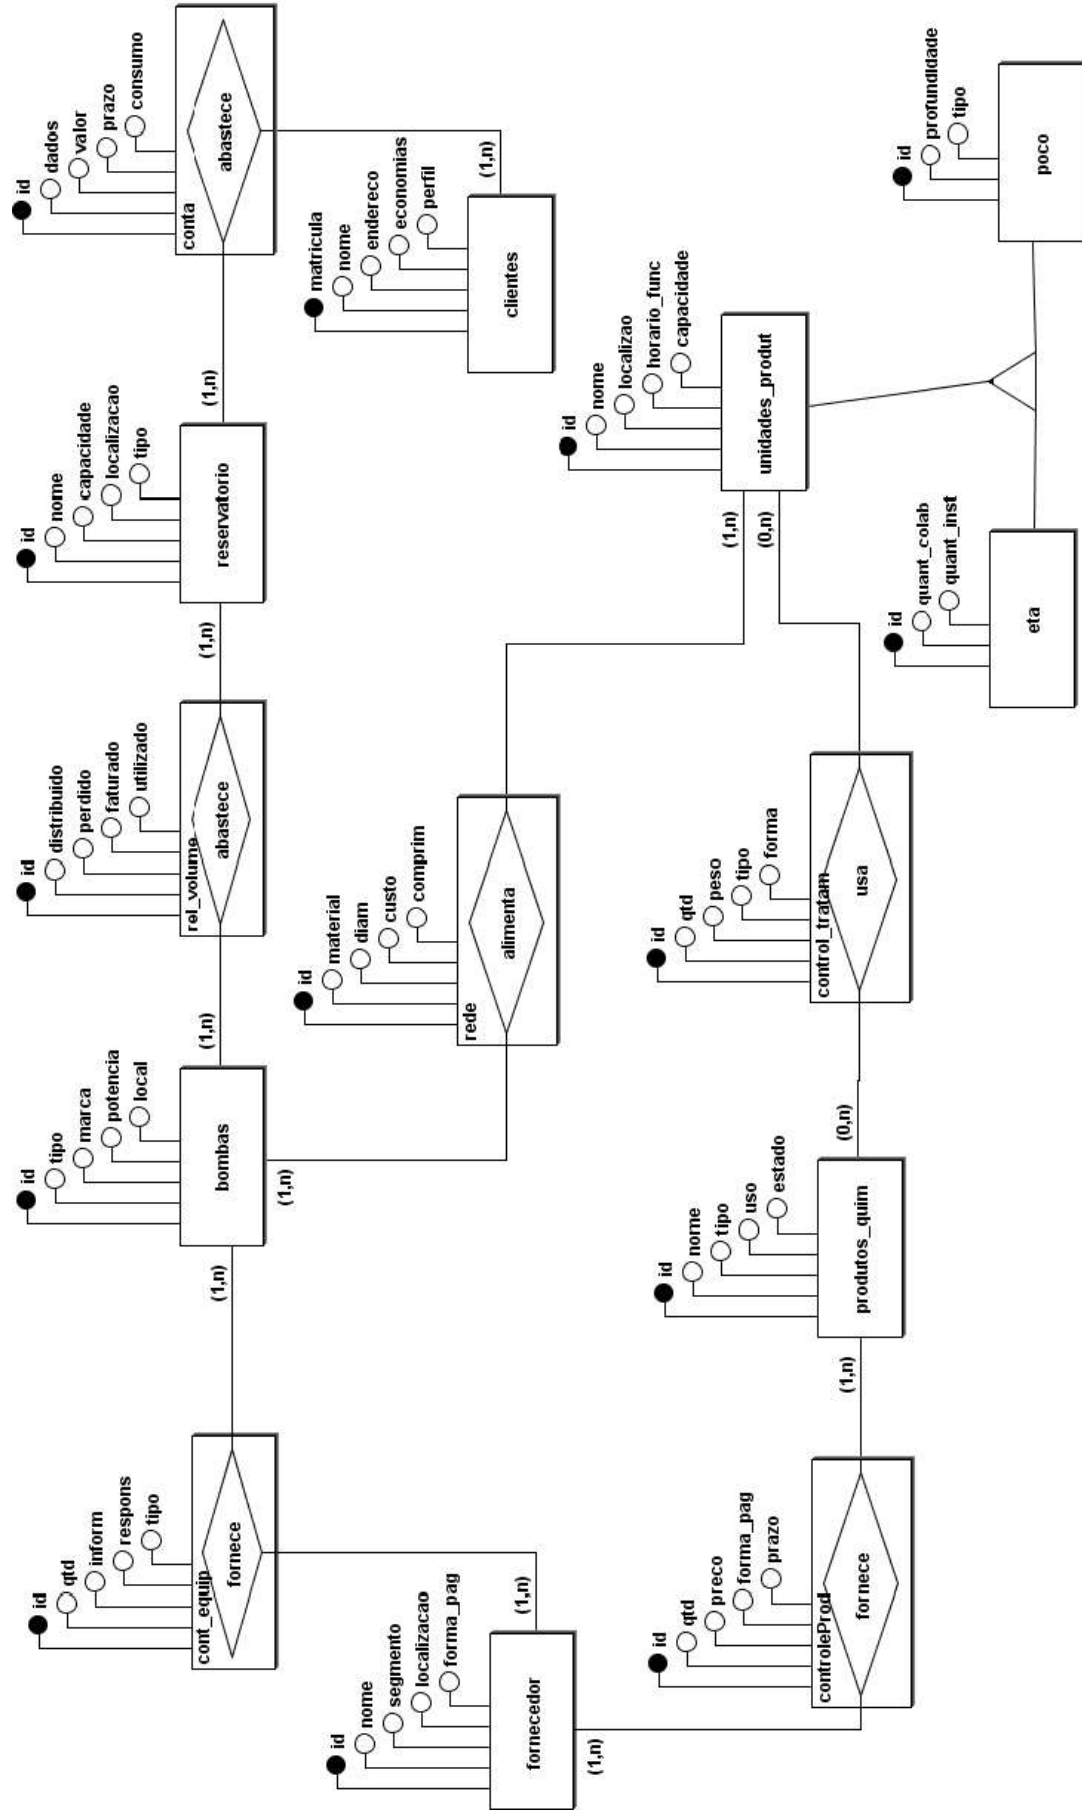 id
qtd
inform
respons
tipo
cont_equip
fornece
(1,n)
(1,n)
id
tipo
marca
potencia
local
bombas
(1,n)
(1,n)
id
distribuido
perdido
faturado
utilizado
rel_volume
abastece
(1,n)
id
nome
capacidade
localizacao
tipo
reservatorio
(1,n)
id
dados
valor
prazo
consumo
conta
abastece
(1,n)
id
nome
segmento
localizacao
forma_pag
fornecedor
(1,n)
id
material
diam
custo
comprim
rede
alimenta
matricula
nome
endereco
economias
perfil
clientes
id
qtd
preco
forma_pag
prazo
controleProd
fornece
(1,n)
id
nome
tipo
uso
estado
produtos_quim
(0,n)
id
qtd
peso
tipo
forma
control_tratam
usa
(1,n)
(0,n)
id
nome
localizao
horario_func
capacidade
unidades_produt
id
quant_colab
quant_inst
eta
id
profundidade
tipo
poco